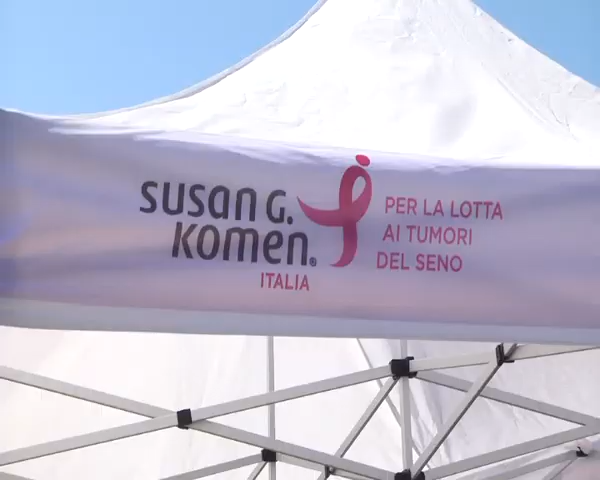 susan G.
Komen®
ITALIA
PER LA LOTTA
AI TUMORI
DEL SENO